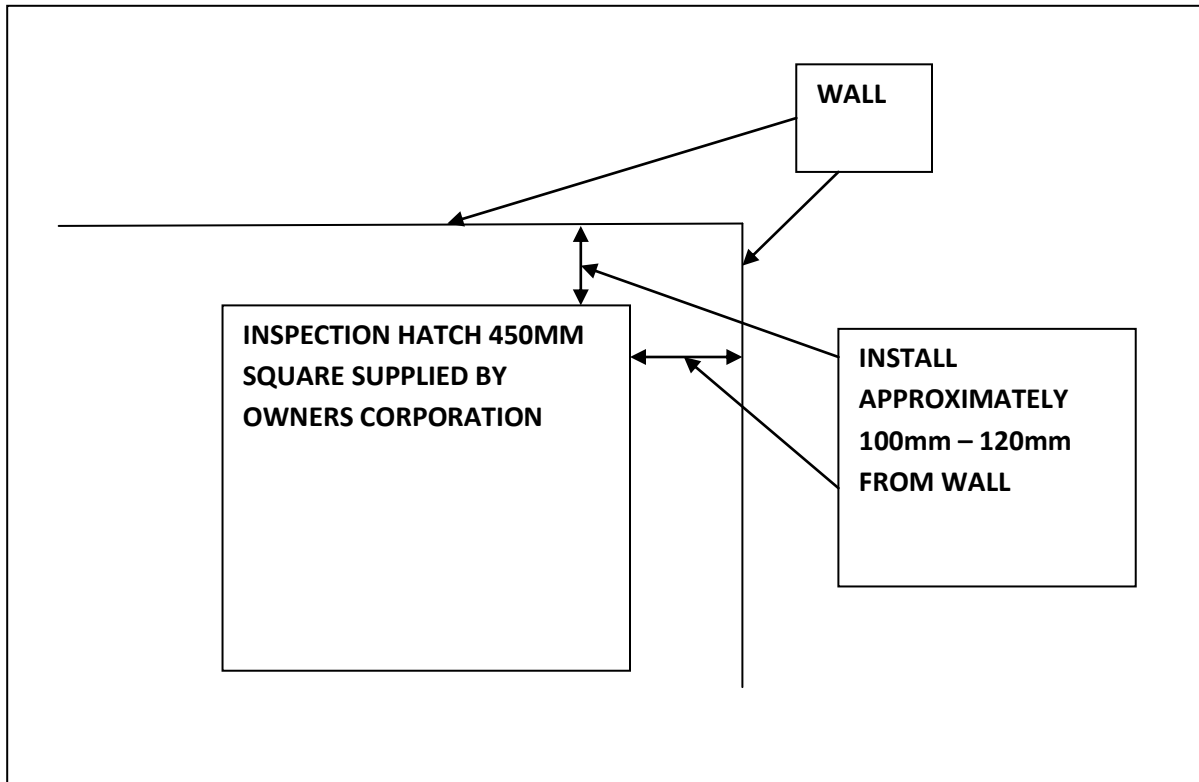 WALL
INSPECTION HATCH 450MM
SQUARE SUPPLIED BY
OWNERS CORPORATION
INSTALL
APPROXIMATELY
100mm – 120mm
FROM WALL